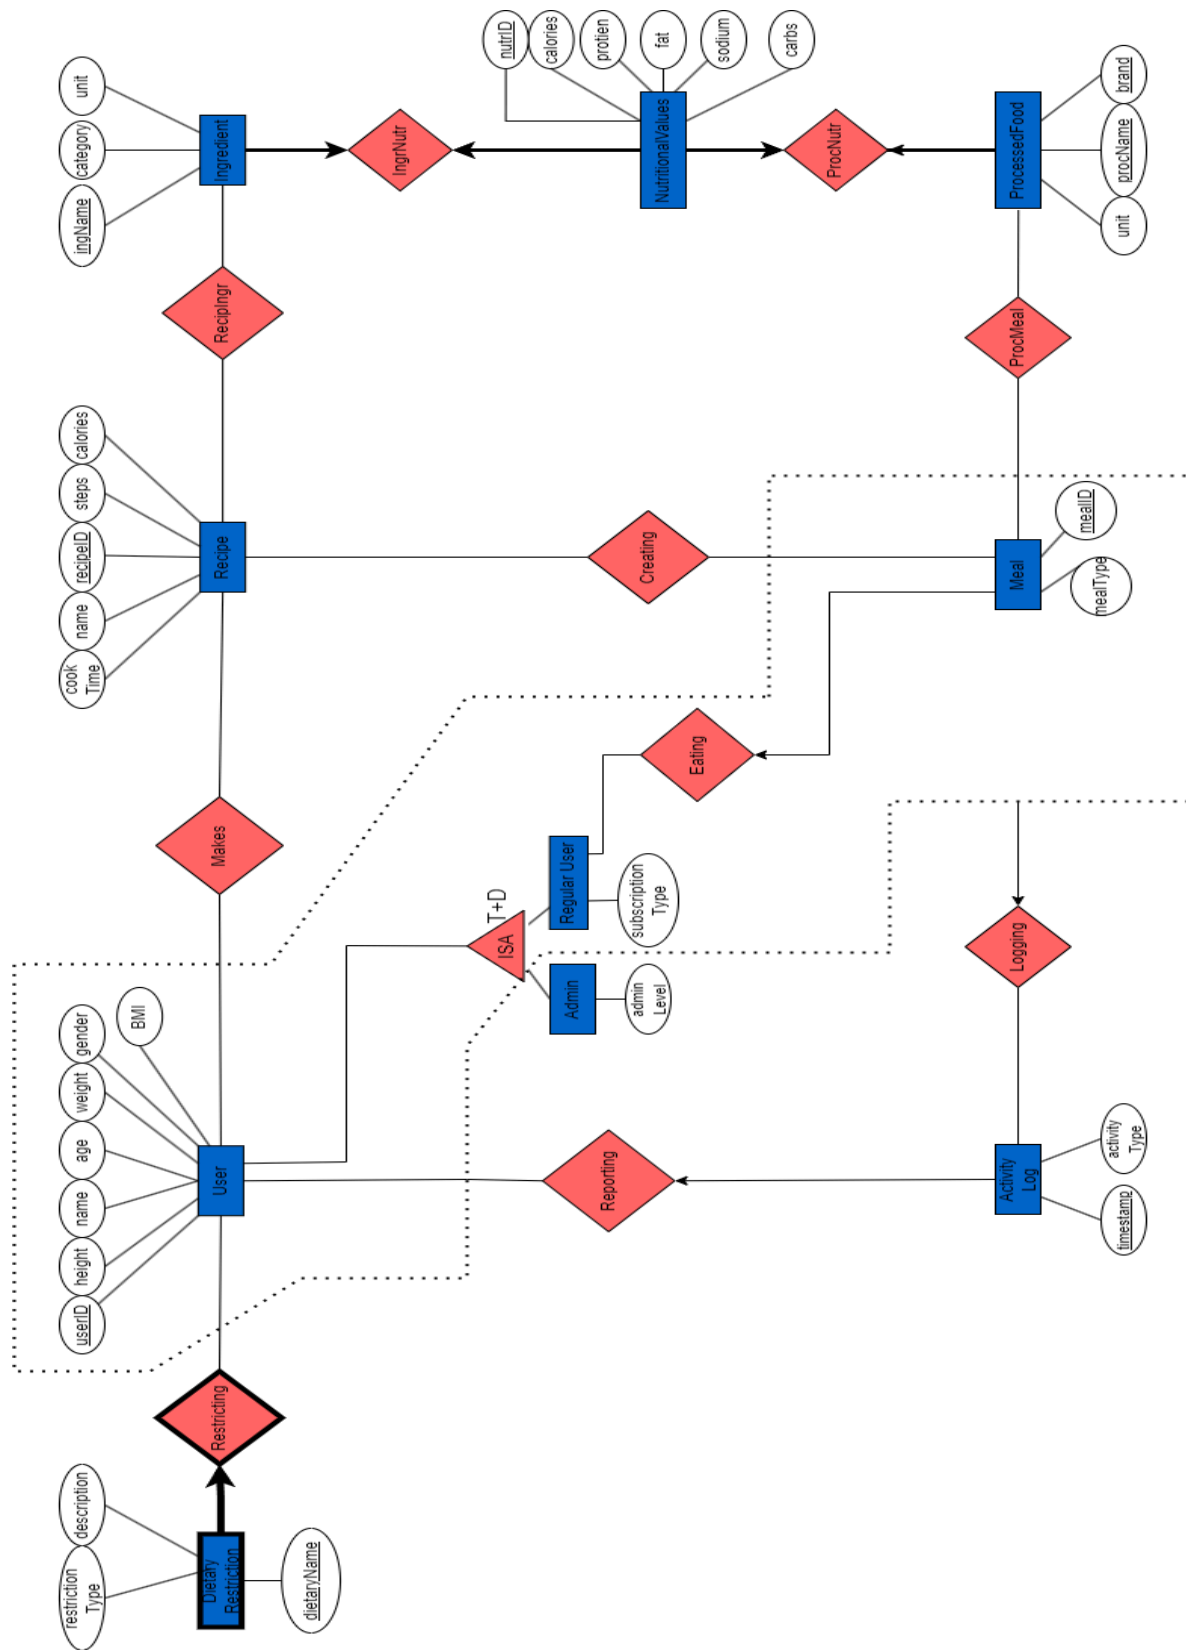 restriction
Type
description
Dietary
Restriction
dietaryName
Restricting
userID
height
name
age
weight
gender
BMI
User
Makes
cook
Time
name
recipeID
steps
calories
Recipe
RecipIngr
ingName
category
unit
Ingredient
IngrNutr
nutrID
calories
protien
fat
sodium
carbs
NutritionalValues
ProcNutr
ProcessedFood
unit
procName
brand
ProcMeal
Creating
Meal
mealType
mealID
Eating
ISA
T+D
Regular User
subscription
Type
Admin
admin
Level
Reporting
Logging
Activity
Log
timestamp
activity
Type